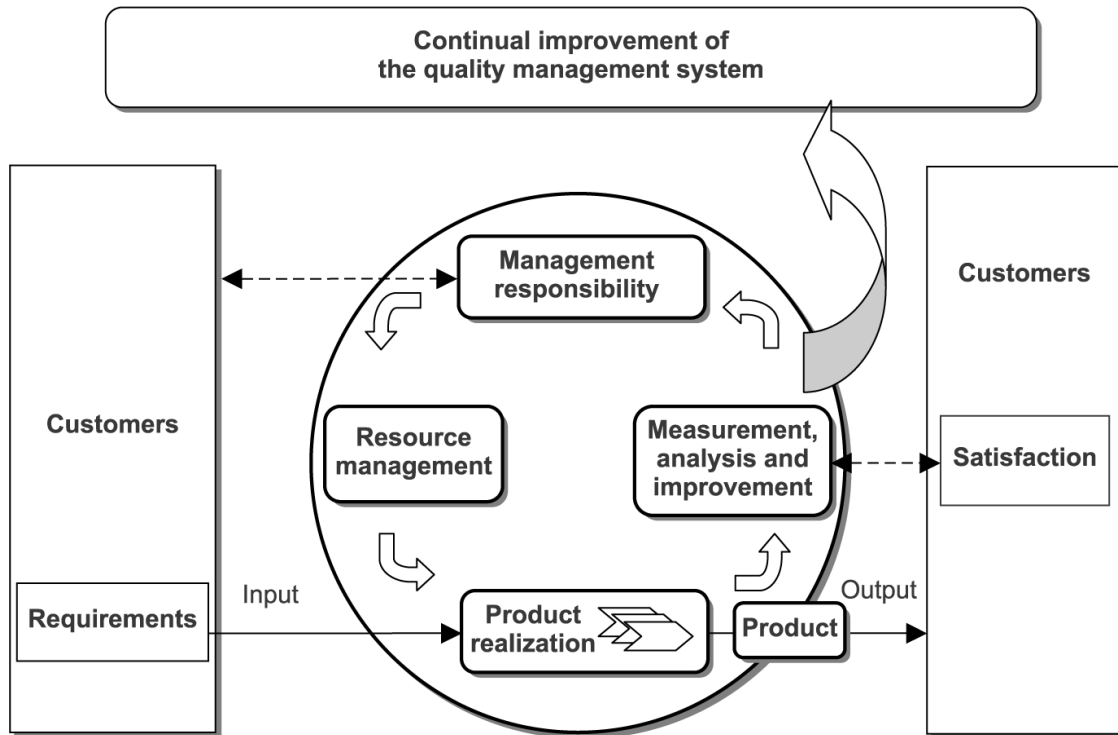 Continual improvement of
the quality management system
Management
responsibility
Customers
Customers
Resource
management
Measurement,
analysis and
improvement
Satisfaction
Requirements
Input
Product
realization
Product
Output